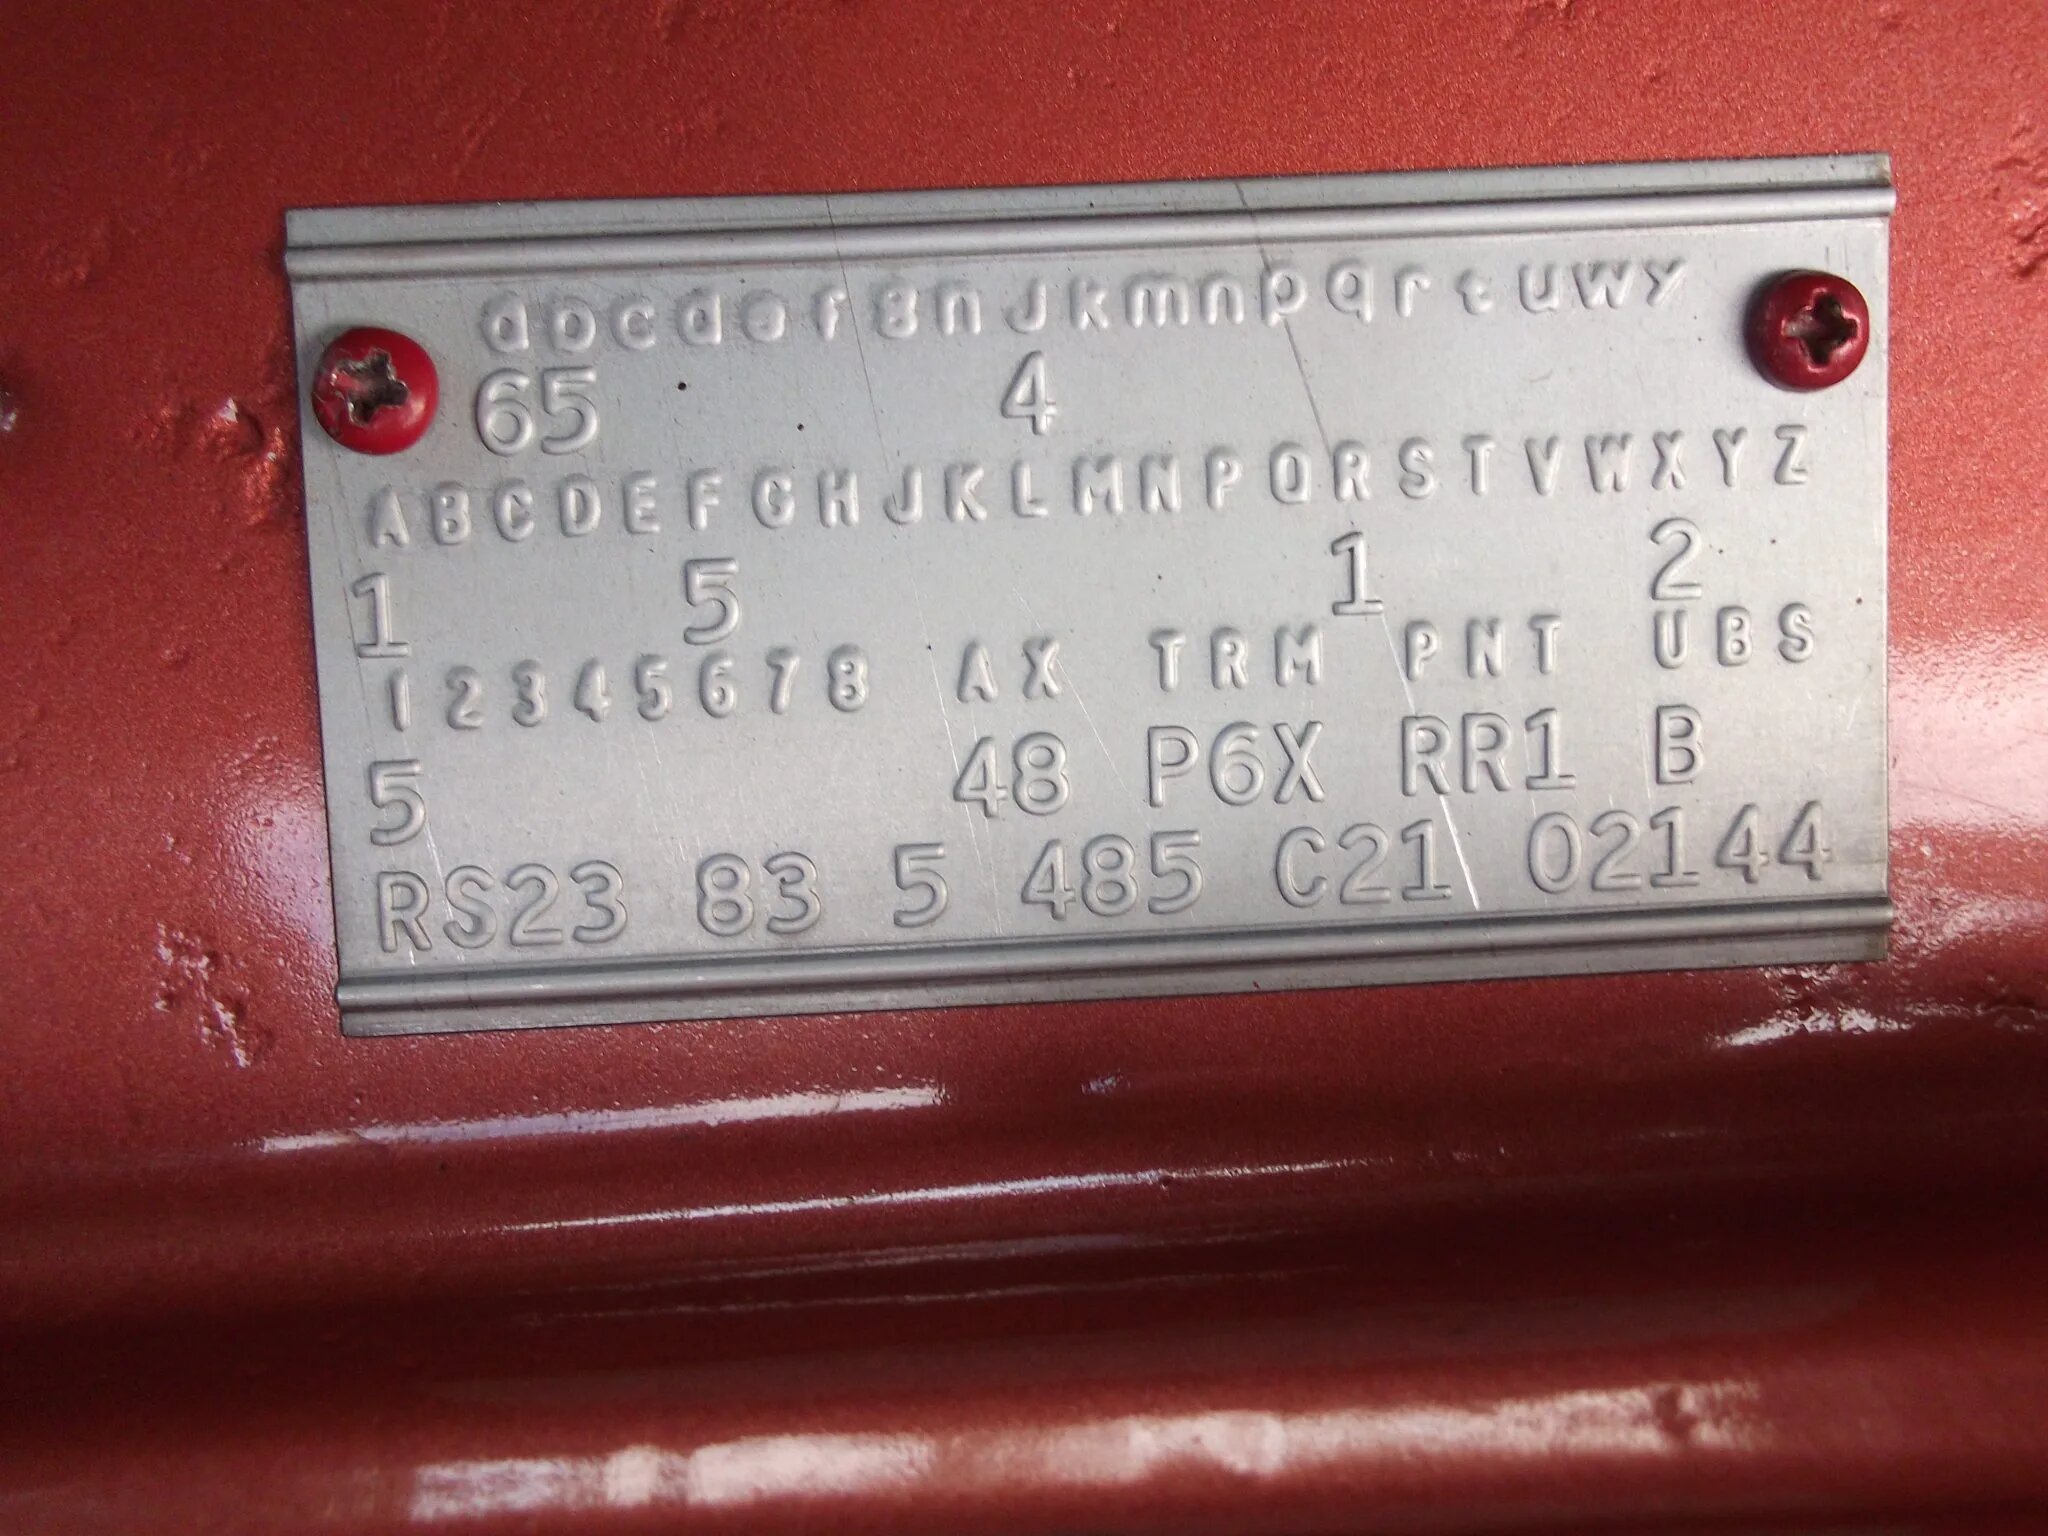 abcdefghJkmnpqrtuwy
65 4
ABCDEFGHJKLMNPQRSTVWXYZ
1 5 1 2
12345678 AX TRM PNT UBS
5 48 P6X RR1 B
RS23 83 5 485 C21 02144